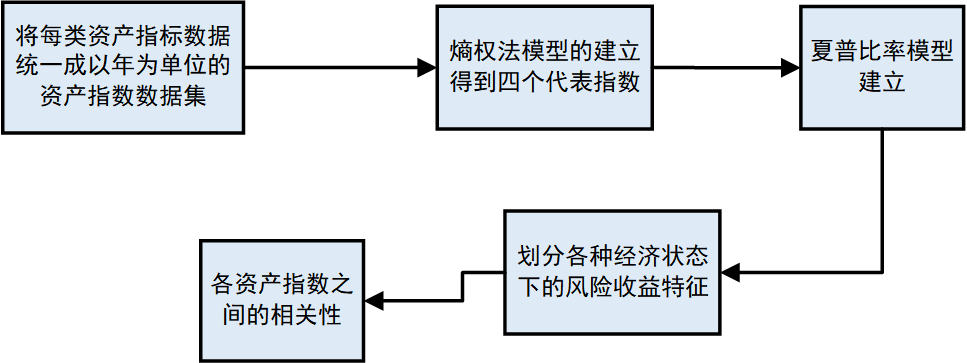 将每类资产指标数据
统一成以年为单位的
资产指数数据集
熵权法模型的建立
得到四个代表指数
夏普比率模型
建立
划分各种经济状态
下的风险收益特征
各资产指数之
间的相关性